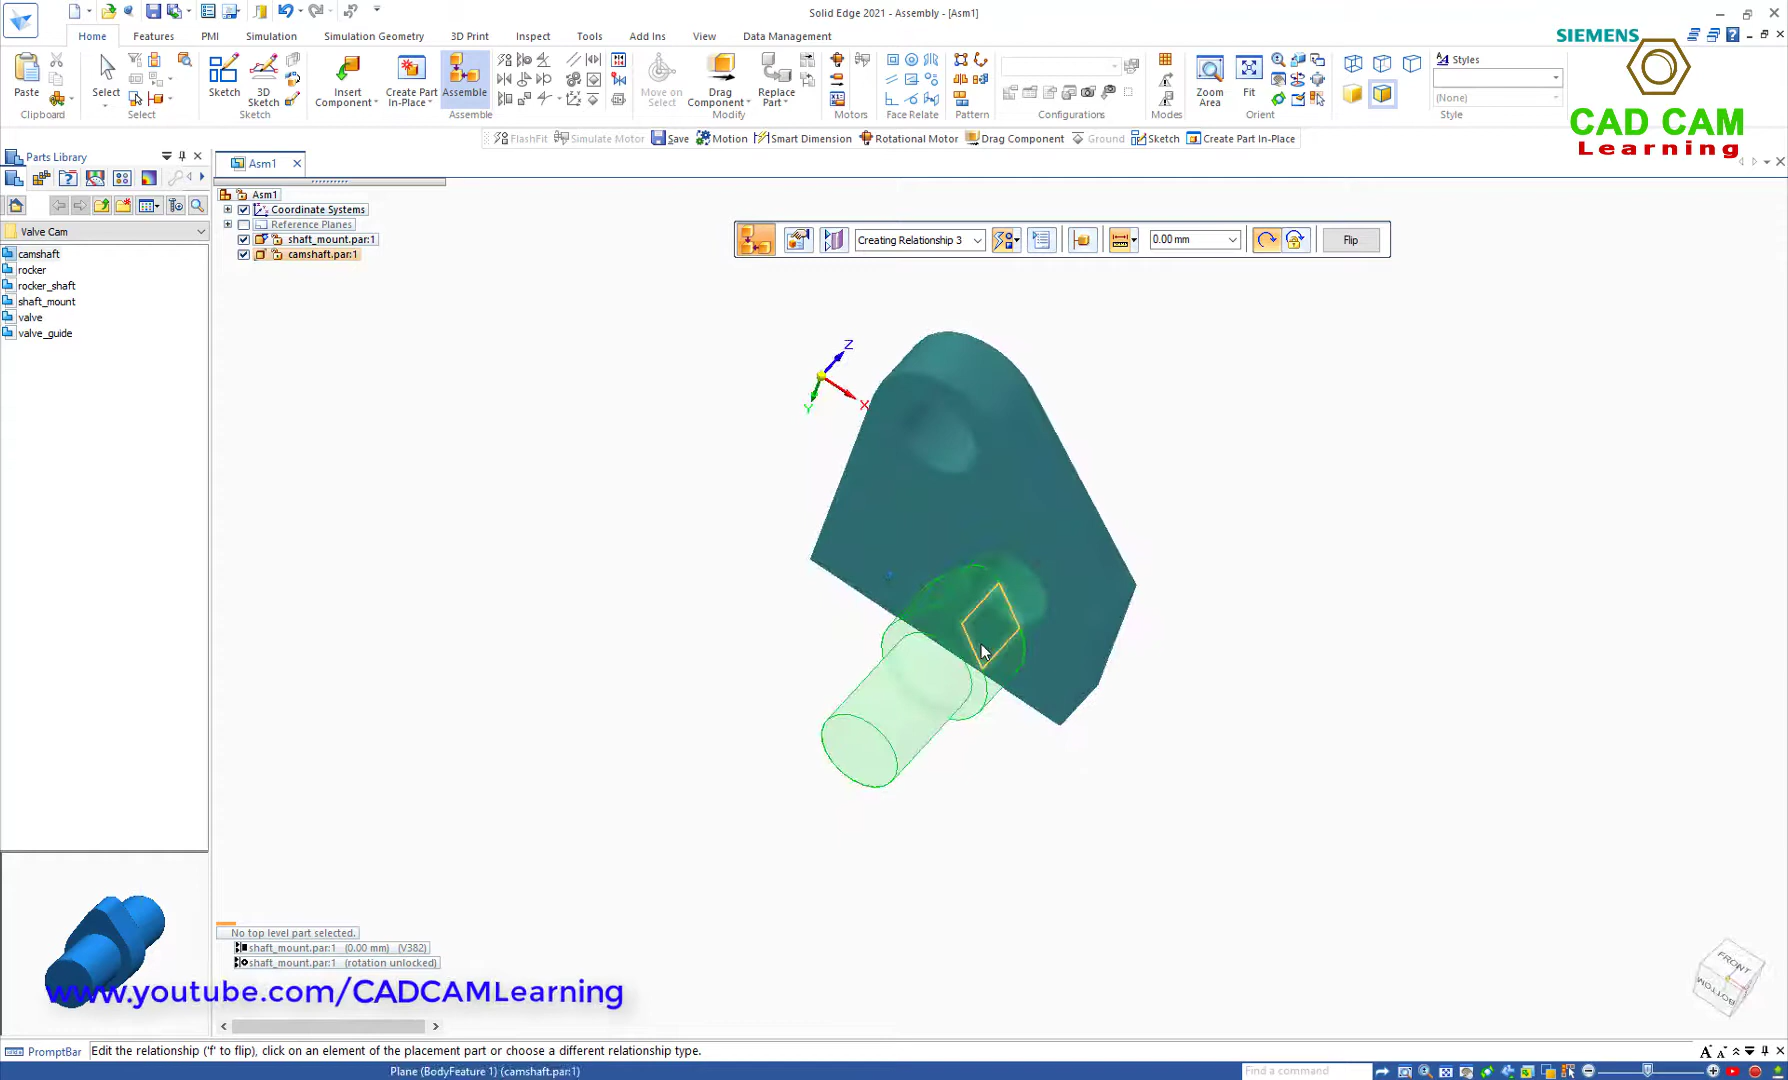 Solid Edge 2021 - Assembly - [Asm1]
Home Features PMI Simulation Simulation Geometry 3D Print Inspect Tools Add Ins View Data Management
SIEMENS
Paste
Clipboard
Select
Select
Sketch
3D Sketch
Sketch
Insert Component
Create Part In-Place
Assemble
Assemble
Move on Select
Drag Component
Replace Part
Modify
Motors
Face Relate
Pattern
Configurations
Modes
Zoom Area
Fit
Orient
Styles
(None)
Style
CAD CAM
Learning
FlashFit Simulate Motor Save Motion Smart Dimension Rotational Motor Drag Component Ground Sketch Create Part In-Place
Parts Library
Valve Cam
camshaft
rocker
rocker_shaft
shaft_mount
valve
valve_guide
Asm1
Asm1
Coordinate Systems
Reference Planes
shaft_mount.par:1
camshaft.par:1
Creating Relationship 3
0.00 mm
Flip
Z
X
Y
No top level part selected.
shaft_mount.par:1 (0.00 mm) (V382)
shaft_mount.par:1 (rotation unlocked)
www.youtube.com/CADCAMLearning
FRONT
BOTTOM
PromptBar
Edit the relationship ('f' to flip), click on an element of the placement part or choose a different relationship type.
Plane (BodyFeature 1) (camshaft.par:1)
Find a command